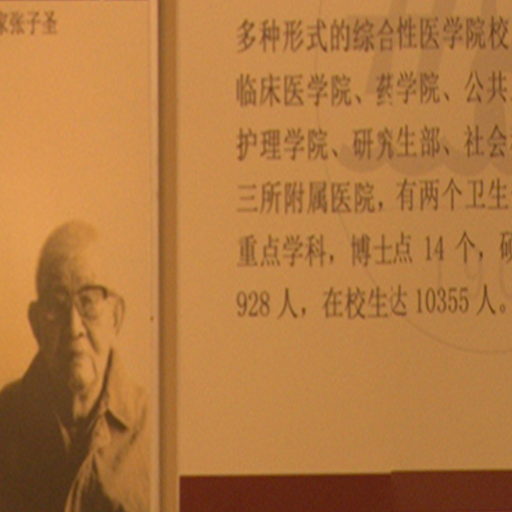 家张子圣
多种形式的综合性医学院校
临床医学院、药学院、公共
护理学院、研究生部、社会
三所附属医院，有两个卫生
重点学科，博士点 14 个，硕
928 人，在校生达 10355 人。